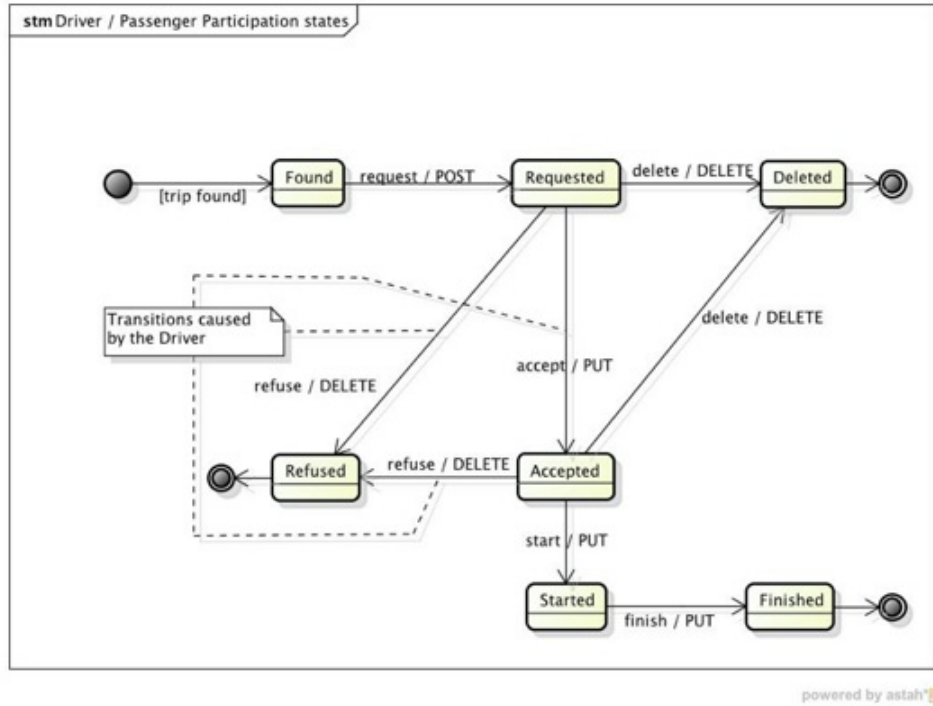 stm Driver / Passenger Participation states
Found
request / POST
Requested
delete / DELETE
Deleted
[trip found]
Transitions caused
by the Driver
delete / DELETE
accept / PUT
refuse / DELETE
Refused
refuse / DELETE
Accepted
start / PUT
Started
finish / PUT
Finished
powered by astah*